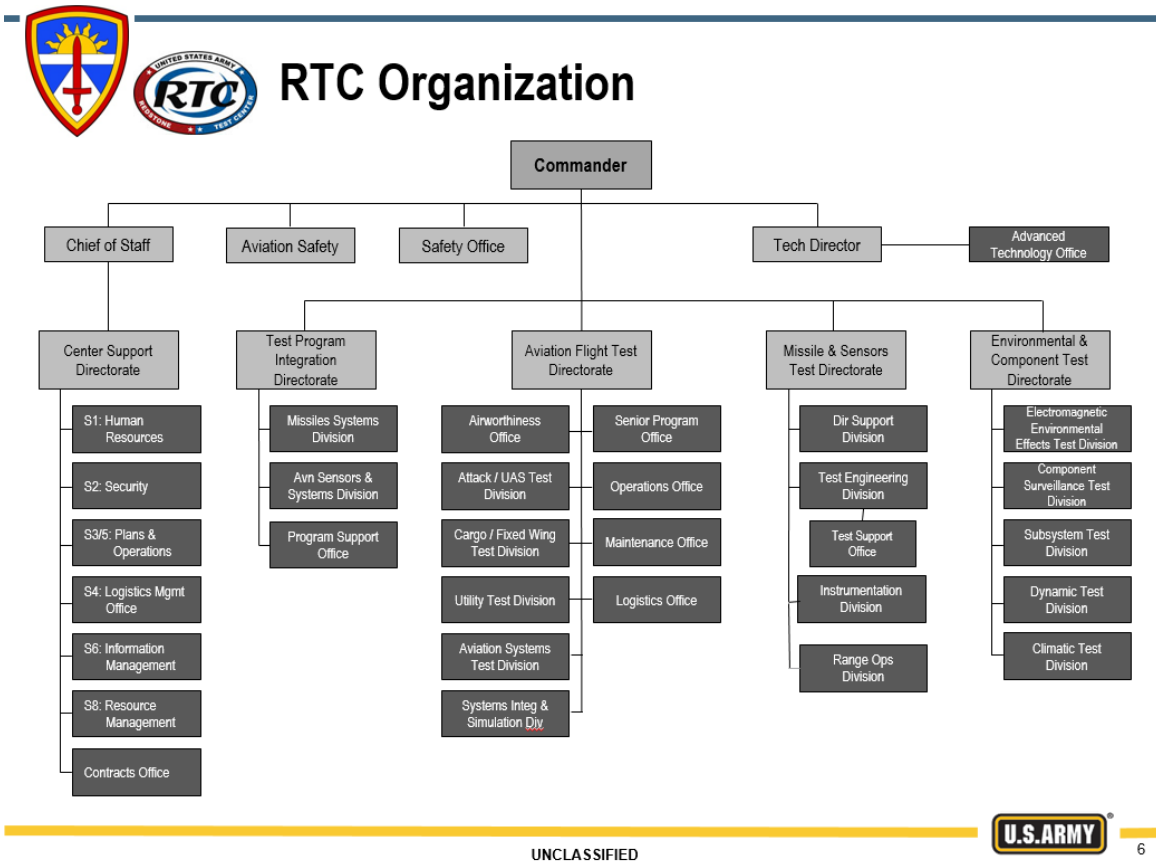 UNITED STATES ARMY
RTC
REDSTONE TEST CENTER
RTC Organization
Commander
Chief of Staff
Aviation Safety
Safety Office
Tech Director
Advanced
Technology Office
Center Support
Directorate
S1: Human
Resources
S2: Security
S3/5: Plans &
Operations
S4: Logistics Mgmt
Office
S6: Information
Management
S8: Resource
Management
Contracts Office
Test Program
Integration
Directorate
Missiles Systems
Division
Avn Sensors &
Systems Division
Program Support
Office
Aviation Flight Test
Directorate
Airworthiness
Office
Attack / UAS Test
Division
Cargo / Fixed Wing
Test Division
Utility Test Division
Aviation Systems
Test Division
Systems Integ &
Simulation Div
Senior Program
Office
Operations Office
Maintenance Office
Logistics Office
Missile & Sensors
Test Directorate
Dir Support
Division
Test Engineering
Division
Test Support
Office
Instrumentation
Division
Range Ops
Division
Environmental &
Component Test
Directorate
Electromagnetic
Environmental
Effects Test Division
Component
Surveillance Test
Division
Subsystem Test
Division
Dynamic Test
Division
Climatic Test
Division
U.S.ARMY
®
UNCLASSIFIED
6